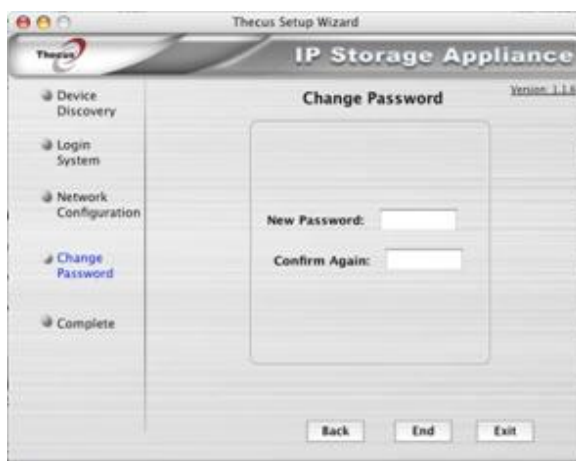 Thecus Setup Wizard
Thecus
IP Storage Appliance
Version: 1.1.6
Device
Discovery
Login
System
Network
Configuration
Change
Password
Complete
Change Password
New Password:
Confirm Again:
Back
End
Exit